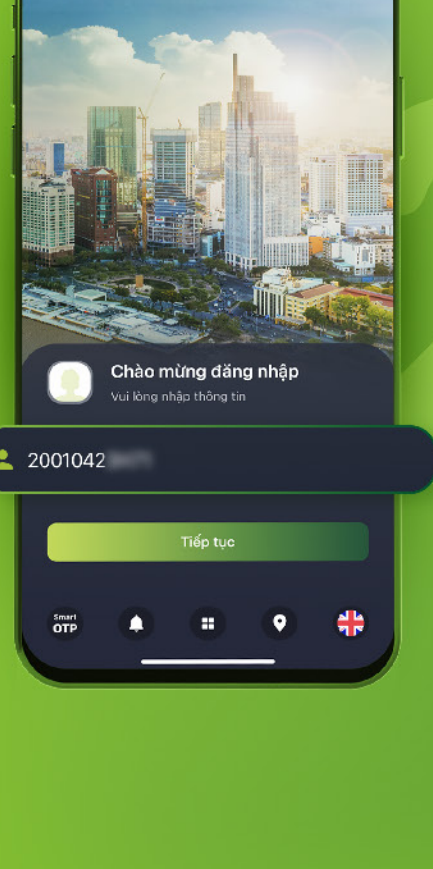 Chào mừng đăng nhập
Vui lòng nhập thông tin
2001042
Tiếp tục
Smart
OTP